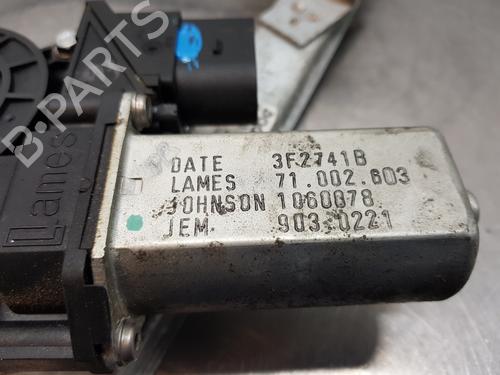 B-PARTS
Lames
DATE 3F2741B
LAMES 71.002.603
JOHNSON 1060078
JEM. 903.0221